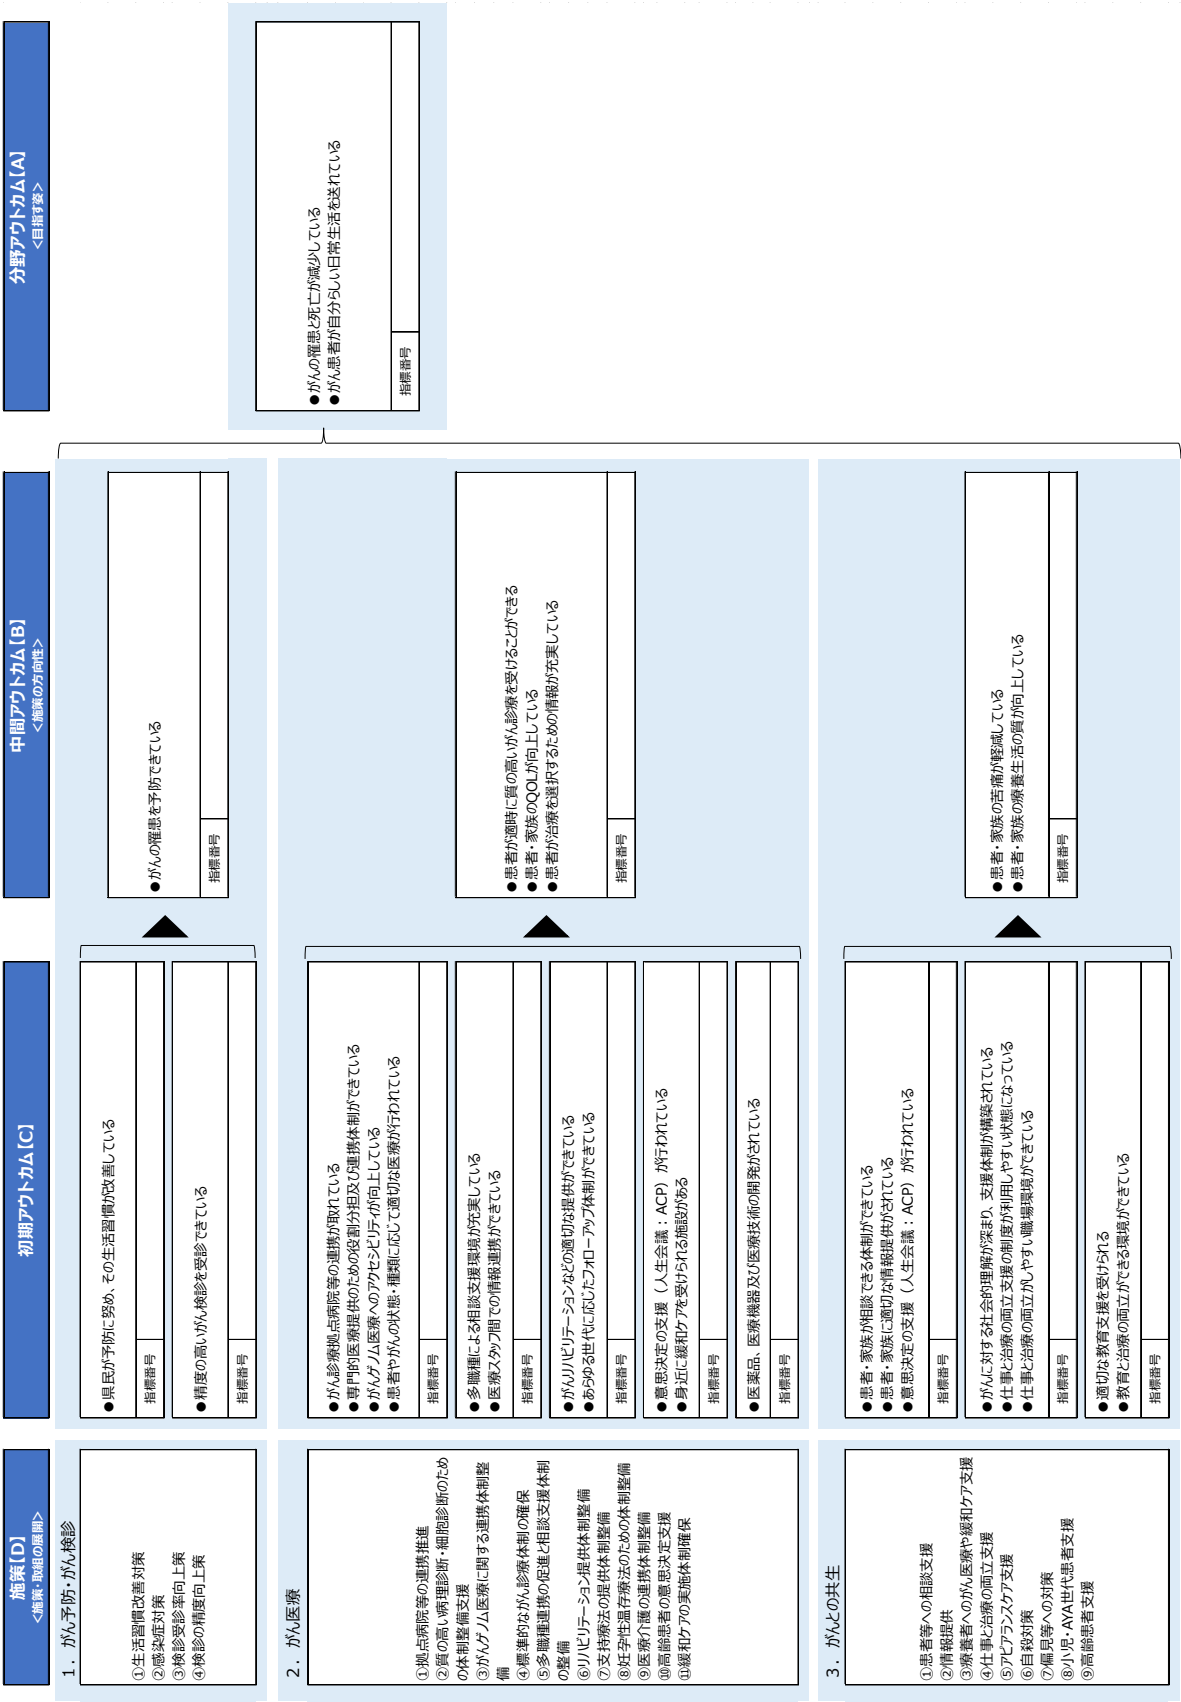 施策【D】
<施策・取組の展開>
初期アウトカム【C】
中間アウトカム【B】
<施策の方向性>
分野アウトカム【A】
<目指す姿>
1．がん予防・がん検診
①生活習慣改善対策
②感染症対策
③検診受診率向上策
④検診の精度向上策
●県民が予防に努め、その生活習慣が改善している
指標番号
●精度の高いがん検診を受診できている
指標番号
●がんの罹患を予防できている
指標番号
2．がん医療
①拠点病院等の連携推進
②質の高い病理診断・細胞診断のため
の体制整備支援
③がんゲノム医療に関する連携体制整
備
④標準的ながん診療体制の確保
⑤多職種連携の促進と相談支援体制
の整備
⑥リハビリテーション提供体制整備
⑦支持療法の提供体制整備
⑧妊孕性温存療法のための体制整備
⑨医療介護の連携体制整備
⑩高齢患者の意思決定支援
⑪緩和ケアの実施体制確保
●がん診療拠点病院等の連携が取れている
●専門的医療提供のための役割分担及び連携体制ができている
●がんゲノム医療へのアクセシビリティが向上している
●患者やがんの状態・種類に応じて適切な医療が行われている
指標番号
●多職種による相談支援環境が充実している
●医療スタッフ間での情報連携ができている
指標番号
●がんリハビリテーションなどの適切な提供ができている
●あらゆる世代に応じたフォローアップ体制ができている
指標番号
●意思決定の支援（人生会議：ACP）が行われている
●身近に緩和ケアを受けられる施設がある
指標番号
●医薬品、医療機器及び医療技術の開発がされている
指標番号
●患者が適時に質の高いがん診療を受けることができる
●患者・家族のQOLが向上している
●患者が治療を選択するための情報が充実している
指標番号
3．がんとの共生
①患者等への相談支援
②情報提供
③療養者へのがん医療や緩和ケア支援
④仕事と治療の両立支援
⑤アピアランスケア支援
⑥自殺対策
⑦偏見等への対策
⑧小児・AYA世代患者支援
⑨高齢患者支援
●患者・家族が相談できる体制ができている
●患者・家族に適切な情報提供がされている
●意思決定の支援（人生会議：ACP）が行われている
指標番号
●がんに対する社会的理解が深まり、支援体制が構築されている
●仕事と治療の両立支援の制度が利用しやすい状態になっている
●仕事と治療の両立がしやすい職場環境ができている
指標番号
●適切な教育支援を受けられる
●教育と治療の両立ができる環境ができている
指標番号
●患者・家族の苦痛が軽減している
●患者・家族の療養生活の質が向上している
指標番号
●がんの罹患と死亡が減少している
●がん患者が自分らしい日常生活を送れている
指標番号